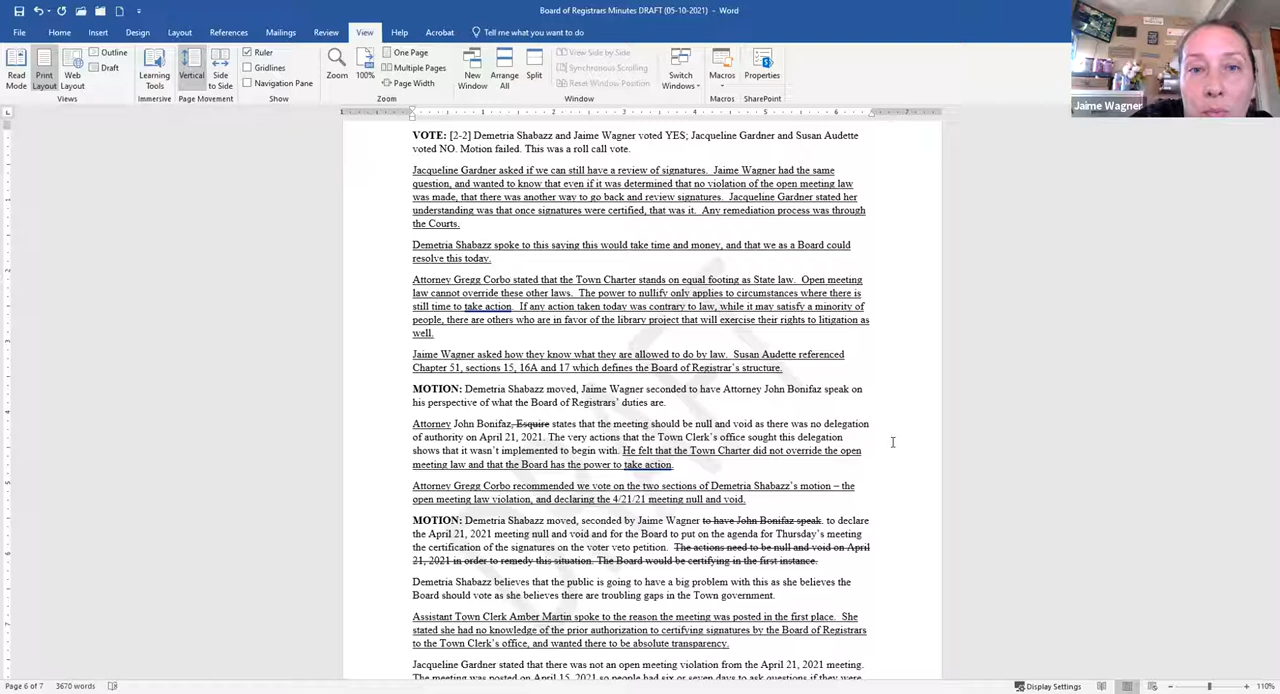 Board of Registrars Minutes DRAFT (05-10-2021) - Word
File Home Insert Design Layout References Mailings Review View Help Acrobat Tell me what you want to do
Outline Ruler One Page View Side by Side
Draft Gridlines Multiple Pages Synchronous Scrolling
Navigation Pane Page Width Reset Window Position
Read Mode Print Layout Web Layout Learning Tools Vertical Side to Side Zoom 100% New Window Arrange All Split Switch Windows Macros Properties
Views Immersive Page Movement Show Zoom Window Macros SharePoint
Jaime Wagner
VOTE: [2-2] Demetria Shabazz and Jaime Wagner voted YES; Jacqueline Gardner and Susan Audette
voted NO. Motion failed. This was a roll call vote.
Jacqueline Gardner asked if we can still have a review of signatures. Jaime Wagner had the same
question, and wanted to know that even if it was determined that no violation of the open meeting law
was made, that there was another way to go back and review signatures. Jacqueline Gardner stated her
understanding was that once signatures were certified, that was it. Any remediation process was through
the Courts.
Demetria Shabazz spoke to this saying this would take time and money, and that we as a Board could
resolve this today.
Attorney Gregg Corbo stated that the Town Charter stands on equal footing as State law. Open meeting
law cannot override these other laws. The power to nullify only applies to circumstances where there is
still time to take action. If any action taken today was contrary to law, while it may satisfy a minority of
people, there are others who are in favor of the library project that will exercise their rights to litigation as
well.
Jaime Wagner asked how they know what they are allowed to do by law. Susan Audette referenced
Chapter 51, sections 15, 16A and 17 which defines the Board of Registrar's structure.
MOTION: Demetria Shabazz moved, Jaime Wagner seconded to have Attorney John Bonifaz speak on
his perspective of what the Board of Registrars' duties are.
Attorney John Bonifaz, Esquire states that the meeting should be null and void as there was no delegation
of authority on April 21, 2021. The very actions that the Town Clerk's office sought this delegation
shows that it wasn't implemented to begin with. He felt that the Town Charter did not override the open
meeting law and that the Board has the power to take action.
Attorney Gregg Corbo recommended we vote on the two sections of Demetria Shabazz's motion – the
open meeting law violation, and declaring the 4/21/21 meeting null and void.
MOTION: Demetria Shabazz moved, seconded by Jaime Wagner to have John Bonifaz speak. to declare
the April 21, 2021 meeting null and void and for the Board to put on the agenda for Thursday's meeting
the certification of the signatures on the voter veto petition. The actions need to be null and void on April
21, 2021 in order to remedy this situation. The Board would be certifying in the first instance.
Demetria Shabazz believes that the public is going to have a big problem with this as she believes the
Board should vote as she believes there are troubling gaps in the Town government.
Assistant Town Clerk Amber Martin spoke to the reason the meeting was posted in the first place. She
stated she had no knowledge of the prior authorization to certifying signatures by the Board of Registrars
to the Town Clerk's office, and wanted there to be absolute transparency.
Jacqueline Gardner stated that there was not an open meeting violation from the April 21, 2021 meeting.
The meeting was posted on April 15, 2021 so people had six or seven days to ask questions if they were
DRAFT
Page 6 of 7 3670 words Display Settings 110%